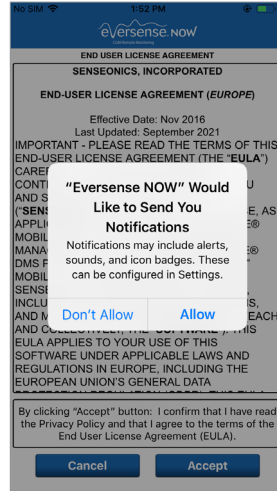 No SIM 1:52 PM
eversense. NOW
END USER LICENSE AGREEMENT
SENSEONICS, INCORPORATED
END-USER LICENSE AGREEMENT (EUROPE)
Effective Date: Nov 2016
Last Updated: September 2021
IMPORTANT - PLEASE READ THE TERMS OF THIS
END-USER LICENSE AGREEMENT (THE "EULA")
CAREF
CONTI U
AND S
("SENS E, AS
APPLI E®
MOBIL
MANA E®
DMS F
MOBIL
SENSE
INCLU S,
AND M EACH
AND COLLECTIVELY, THE "SOFTWARE"). THIS
EULA APPLIES TO YOUR USE OF THIS
SOFTWARE UNDER APPLICABLE LAWS AND
REGULATIONS IN EUROPE, INCLUDING THE
EUROPEAN UNION'S GENERAL DATA
"Eversense NOW" Would
Like to Send You
Notifications
Notifications may include alerts,
sounds, and icon badges. These
can be configured in Settings.
Don't Allow Allow
By clicking "Accept" button: I confirm that I have read
the Privacy Policy and that I agree to the terms of the
End User License Agreement (EULA).
Cancel Accept